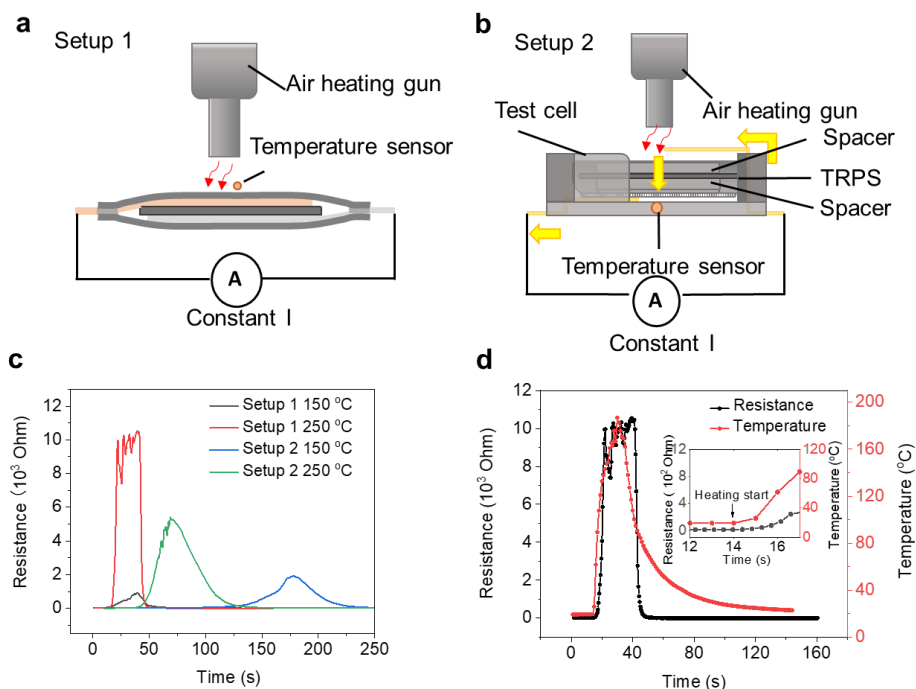 a
Setup 1
Air heating gun
Temperature sensor
A
Constant I
b
Setup 2
Test cell
Air heating gun
Spacer
TRPS
Spacer
Temperature sensor
A
Constant I
c
Resistance (10³ Ohm)
12
10
8
6
4
2
0
Setup 1 150 °C
Setup 1 250 °C
Setup 2 150 °C
Setup 2 250 °C
0 50 100 150 200 250
Time (s)
d
Resistance (10³ Ohm)
12
10
8
6
4
2
0
Resistance
Temperature
Resistance ( 10² Ohm)
12
8
4
0
Heating start
12 14 16
Time (s)
120
80
40
0
Temperature (°C)
200
160
120
80
40
0
Temperature (°C)
0 40 80 120 160
Time (s)